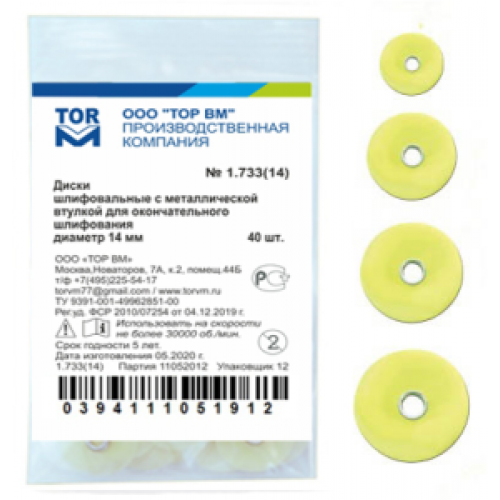 TOR
ООО "ТОР ВМ"
ПРОИЗВОДСТВЕННАЯ
КОМПАНИЯ
№ 1.733(14)
Диски
шлифовальные с металлической
втулкой для окончательного
шлифования
диаметр 14 мм 40 шт.
ООО «ТОР ВМ»
Москва,Новаторов, 7А, к.2, помещ.44Б
т/ф +7(495)225-54-17
torvm77@gmail.com / www.torvm.ru
ТУ 9391-001-49962851-00
Рег.уд. ФСР 2010/07254 от 04.12.2019 г.
Использовать на скорости
не более 30000 об./мин.
Срок годности 5 лет.
Дата изготовления 05.2020 г.
2
1.733(14) Партия 11052012 Упаковщик 12
0394111051912